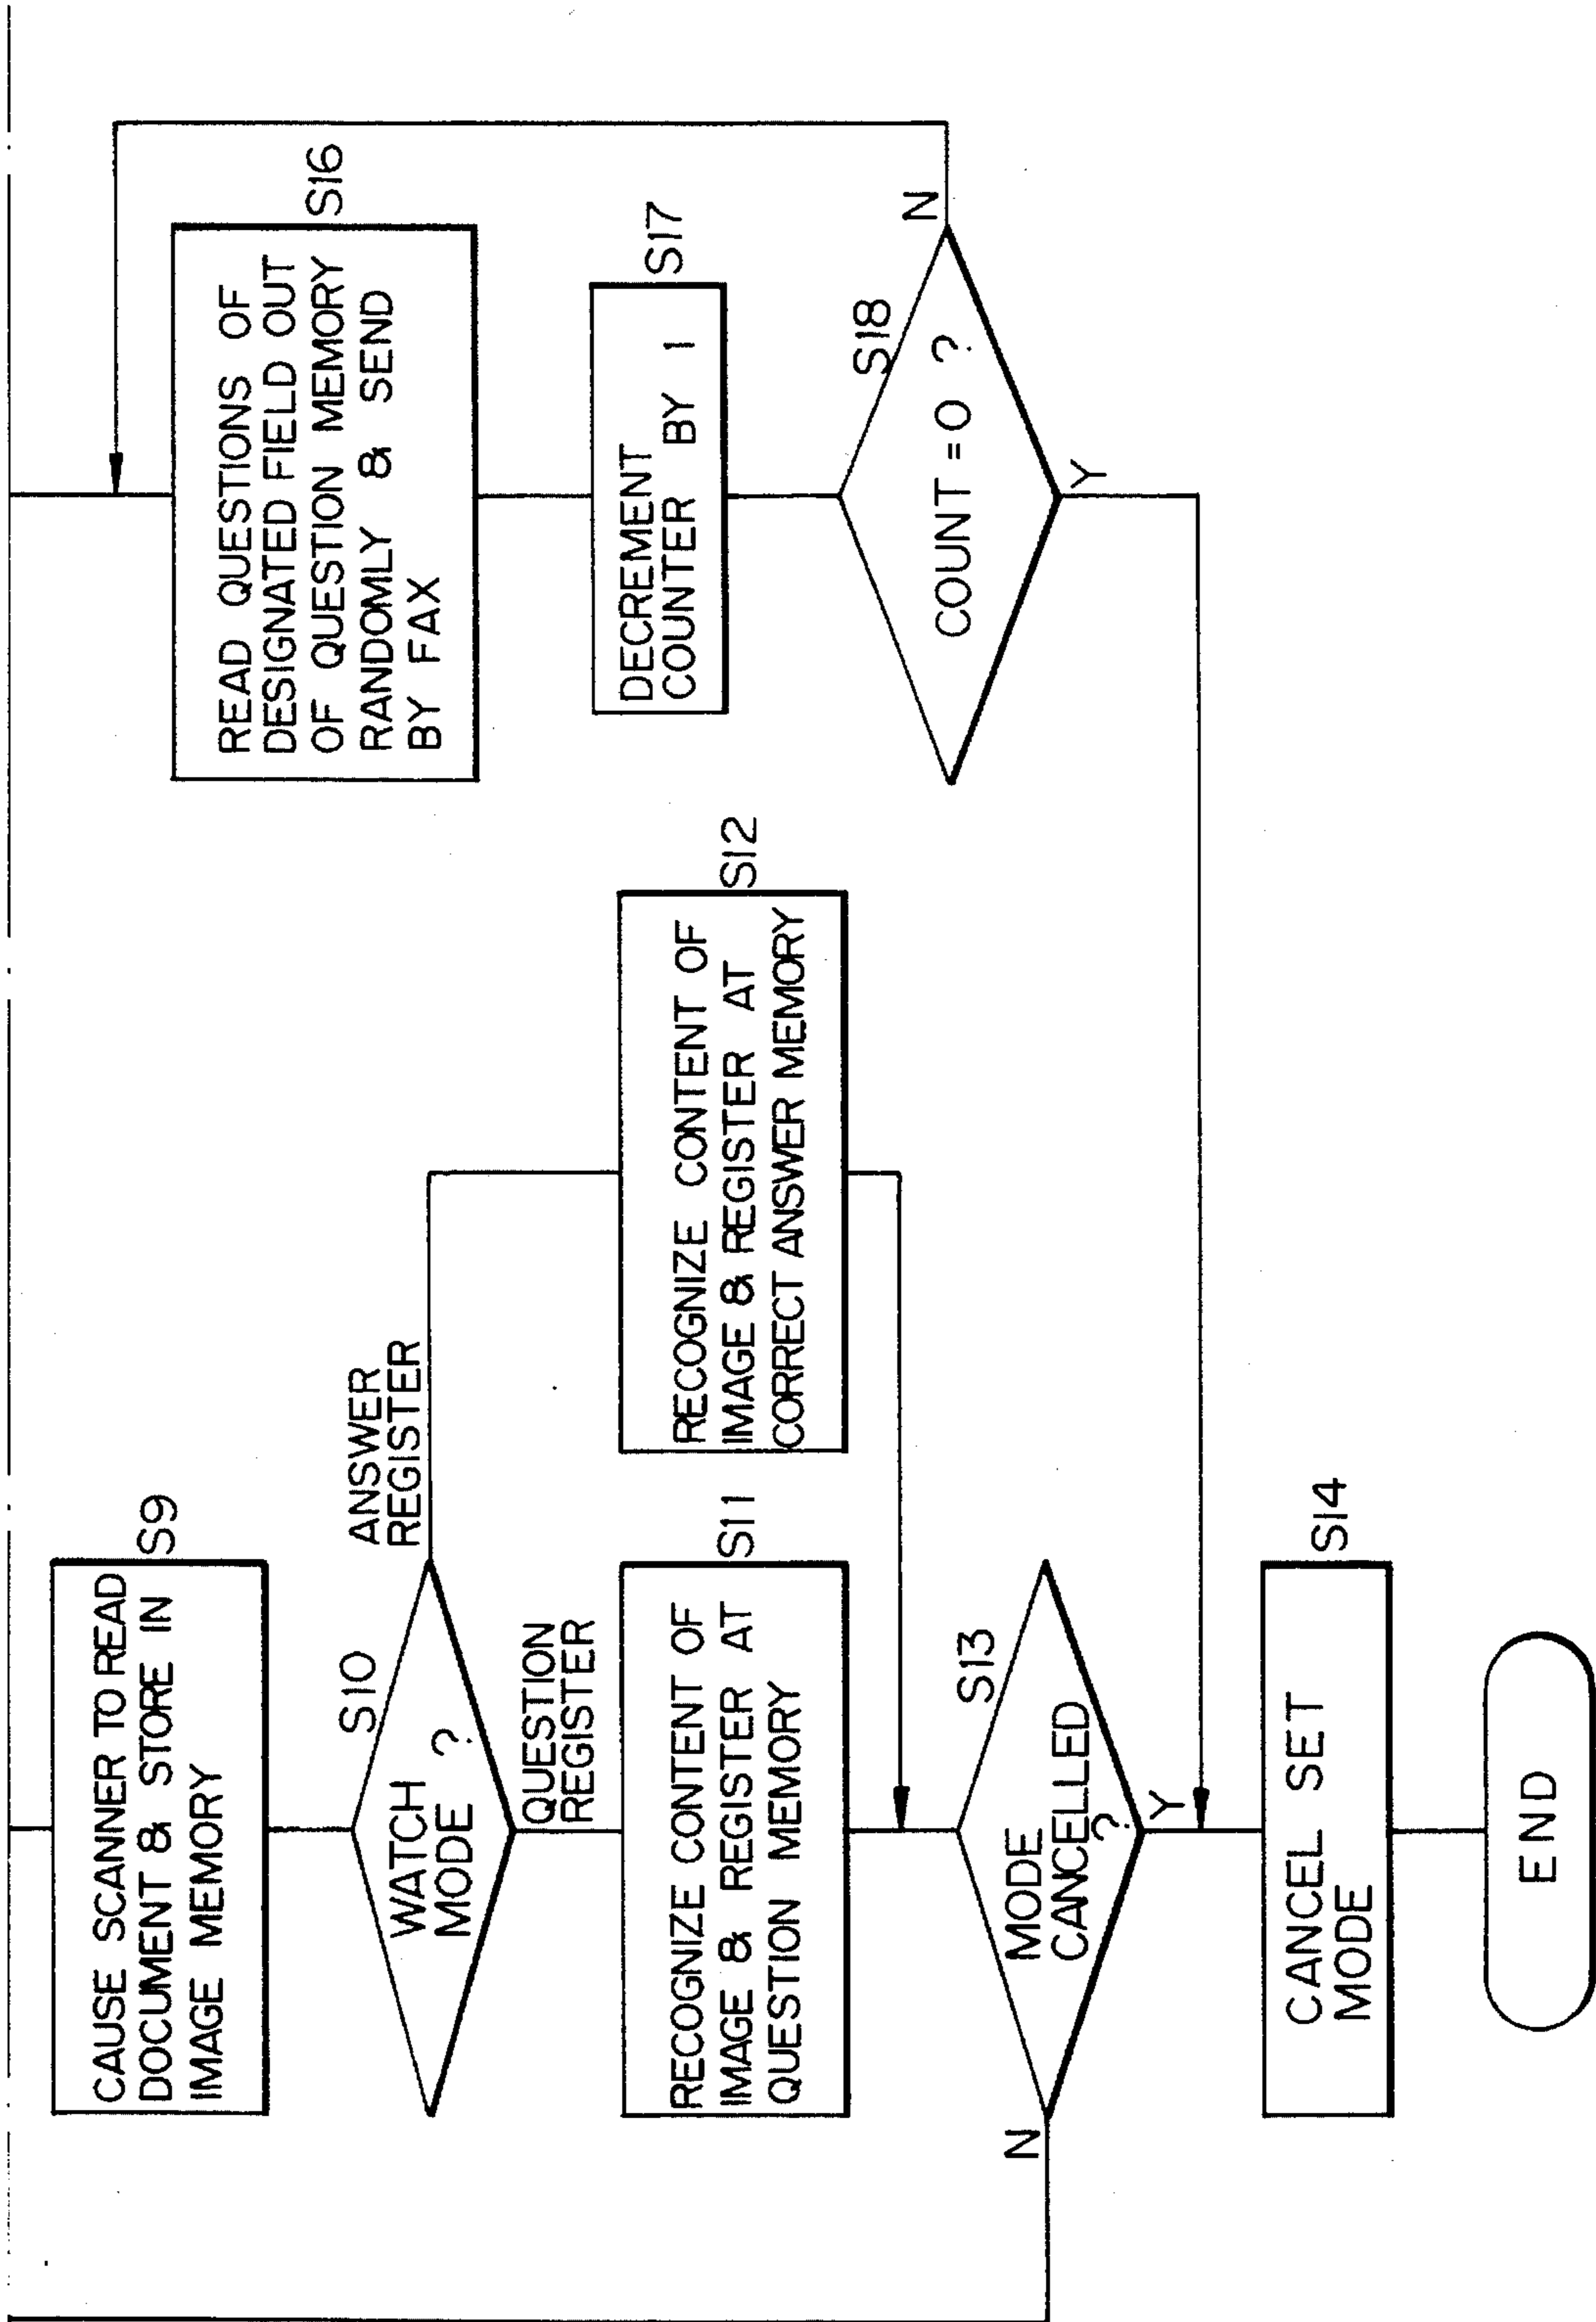 CAUSE SCANNER TO READ
DOCUMENT & STORE IN
IMAGE MEMORY
S9
WATCH
MODE ?
S10
ANSWER
REGISTER
QUESTION
REGISTER
RECOGNIZE CONTENT OF
IMAGE & REGISTER AT
QUESTION MEMORY
S11
RECOGNIZE CONTENT OF
IMAGE & REGISTER AT
CORRECT ANSWER MEMORY
S12
MODE
CANCELLED
?
S13
N
Y
CANCEL SET
MODE
S14
END
READ QUESTIONS OF
DESIGNATED FIELD OUT
OF QUESTION MEMORY
RANDOMLY & SEND
BY FAX
S16
DECREMENT
COUNTER BY 1
S17
COUNT = 0 ?
S18
N
Y